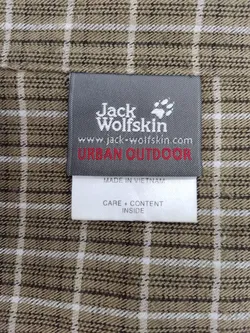 Jack
Wolfskin
www.jack-wolfskin.com
URBAN OUTDOOR
MADE IN VIETNAM
CARE + CONTENT
INSIDE